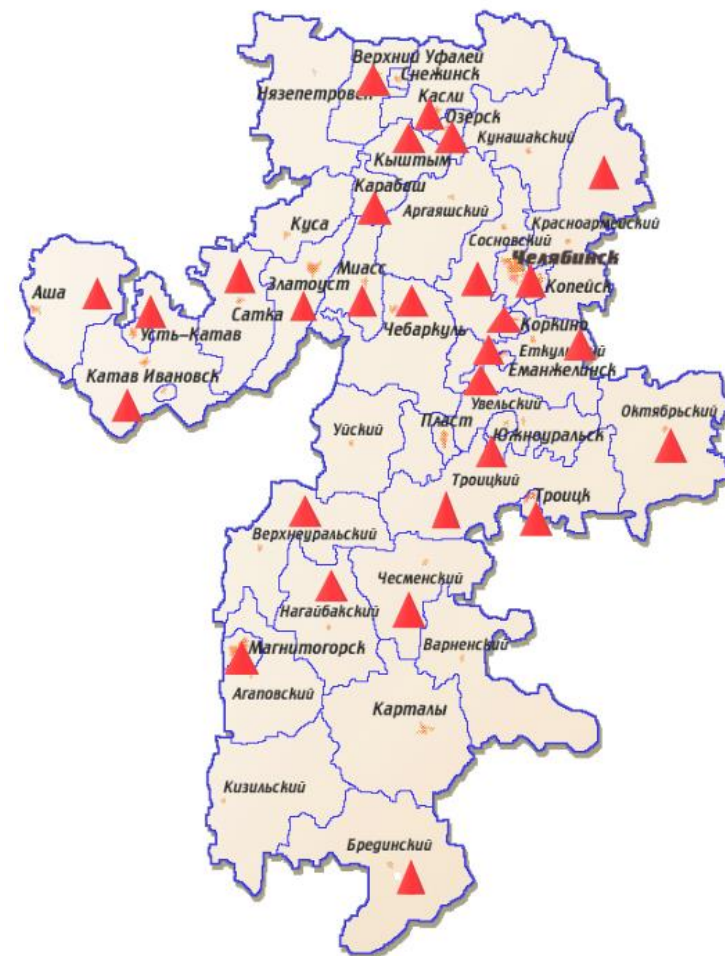 Верхний Уфалей
Снежинск
Нязепетровск
Касли
Озерск
Кунашакский
Кыштым
Карабаш
Аргаяшский
Куса
Красноармейский
Сосновский
Челябинск
Миасс
Златоуст
Копейск
Аша
Сатка
Коркино
Усть-Катав
Чебаркуль
Еткульский
Катав Ивановск
Еманжелинск
Увельский
Октябрьский
Пласт
Уйский
Южноуральск
Троицкий
Троицк
Верхнеуральский
Чесменский
Нагайбакский
Магнитогорск
Варненский
Агаповский
Карталы
Кизильский
Брединский